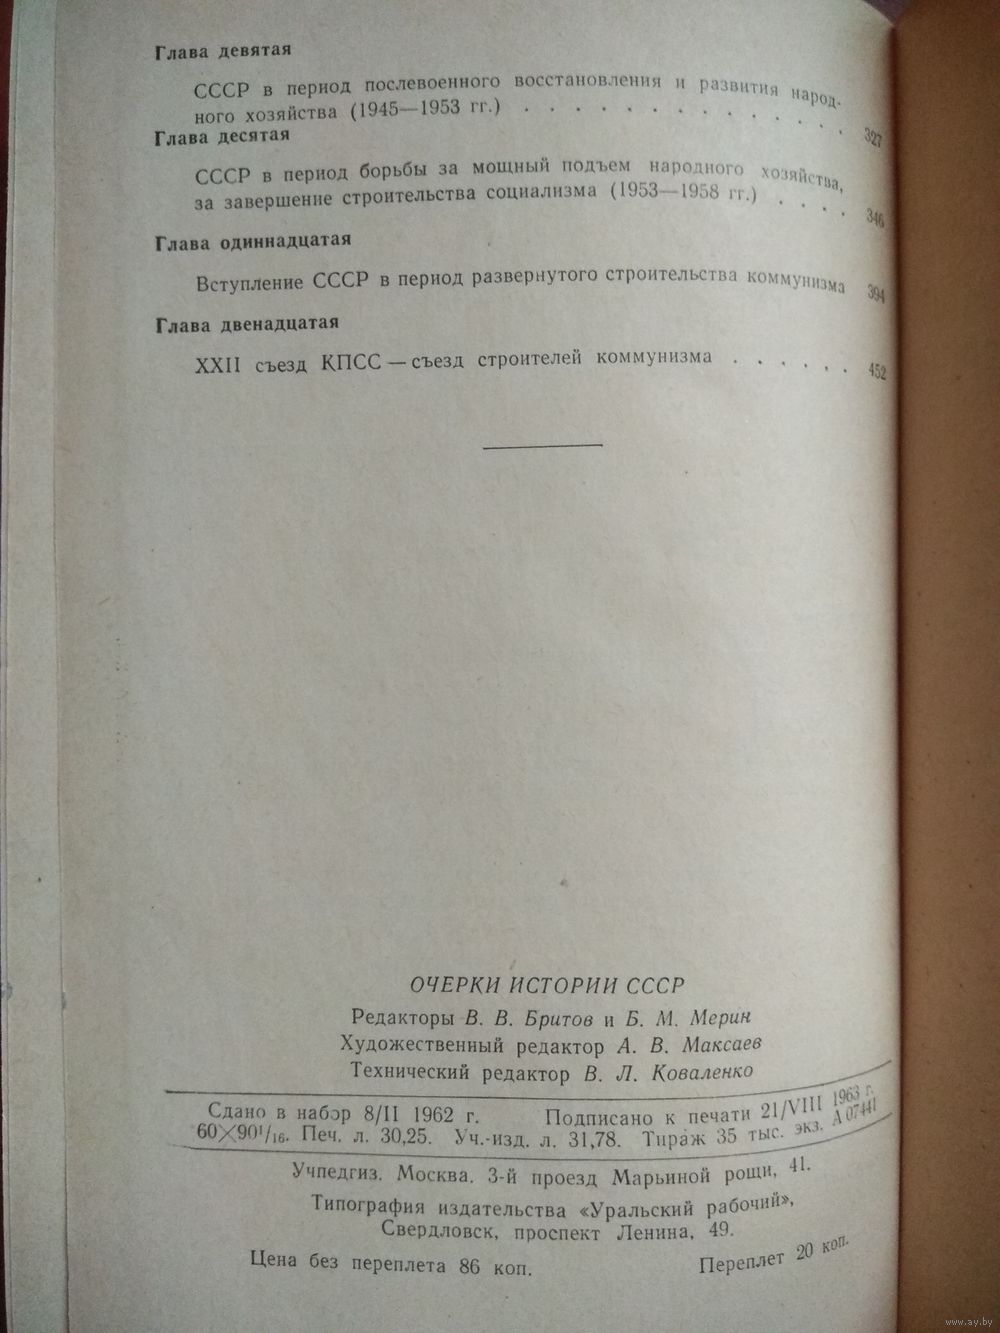 Глава девятая
СССР в период послевоенного восстановления и развития народ-
ного хозяйства (1945—1953 гг.) . . . . . . . . . . . . . 327
Глава десятая
СССР в период борьбы за мощный подъем народного хозяйства,
за завершение строительства социализма (1953—1958 гг.) . . . . 346
Глава одиннадцатая
Вступление СССР в период развернутого строительства коммунизма 394
Глава двенадцатая
XXII съезд КПСС — съезд строителей коммунизма . . . . . . 452
ОЧЕРКИ ИСТОРИИ СССР
Редакторы В. В. Бритов и Б. М. Мерин
Художественный редактор А. В. Максаев
Технический редактор В. Л. Коваленко
Сдано в набор 8/II 1962 г. Подписано к печати 21/VIII 1963 г.
60×90¹/₁₆. Печ. л. 30,25. Уч.-изд. л. 31,78. Тираж 35 тыс. экз. А 07441
Учпедгиз. Москва. 3-й проезд Марьиной рощи, 41.
Типография издательства «Уральский рабочий»,
Свердловск, проспект Ленина, 49.
Цена без переплета 86 коп. Переплет 20 коп.
www.ay.by